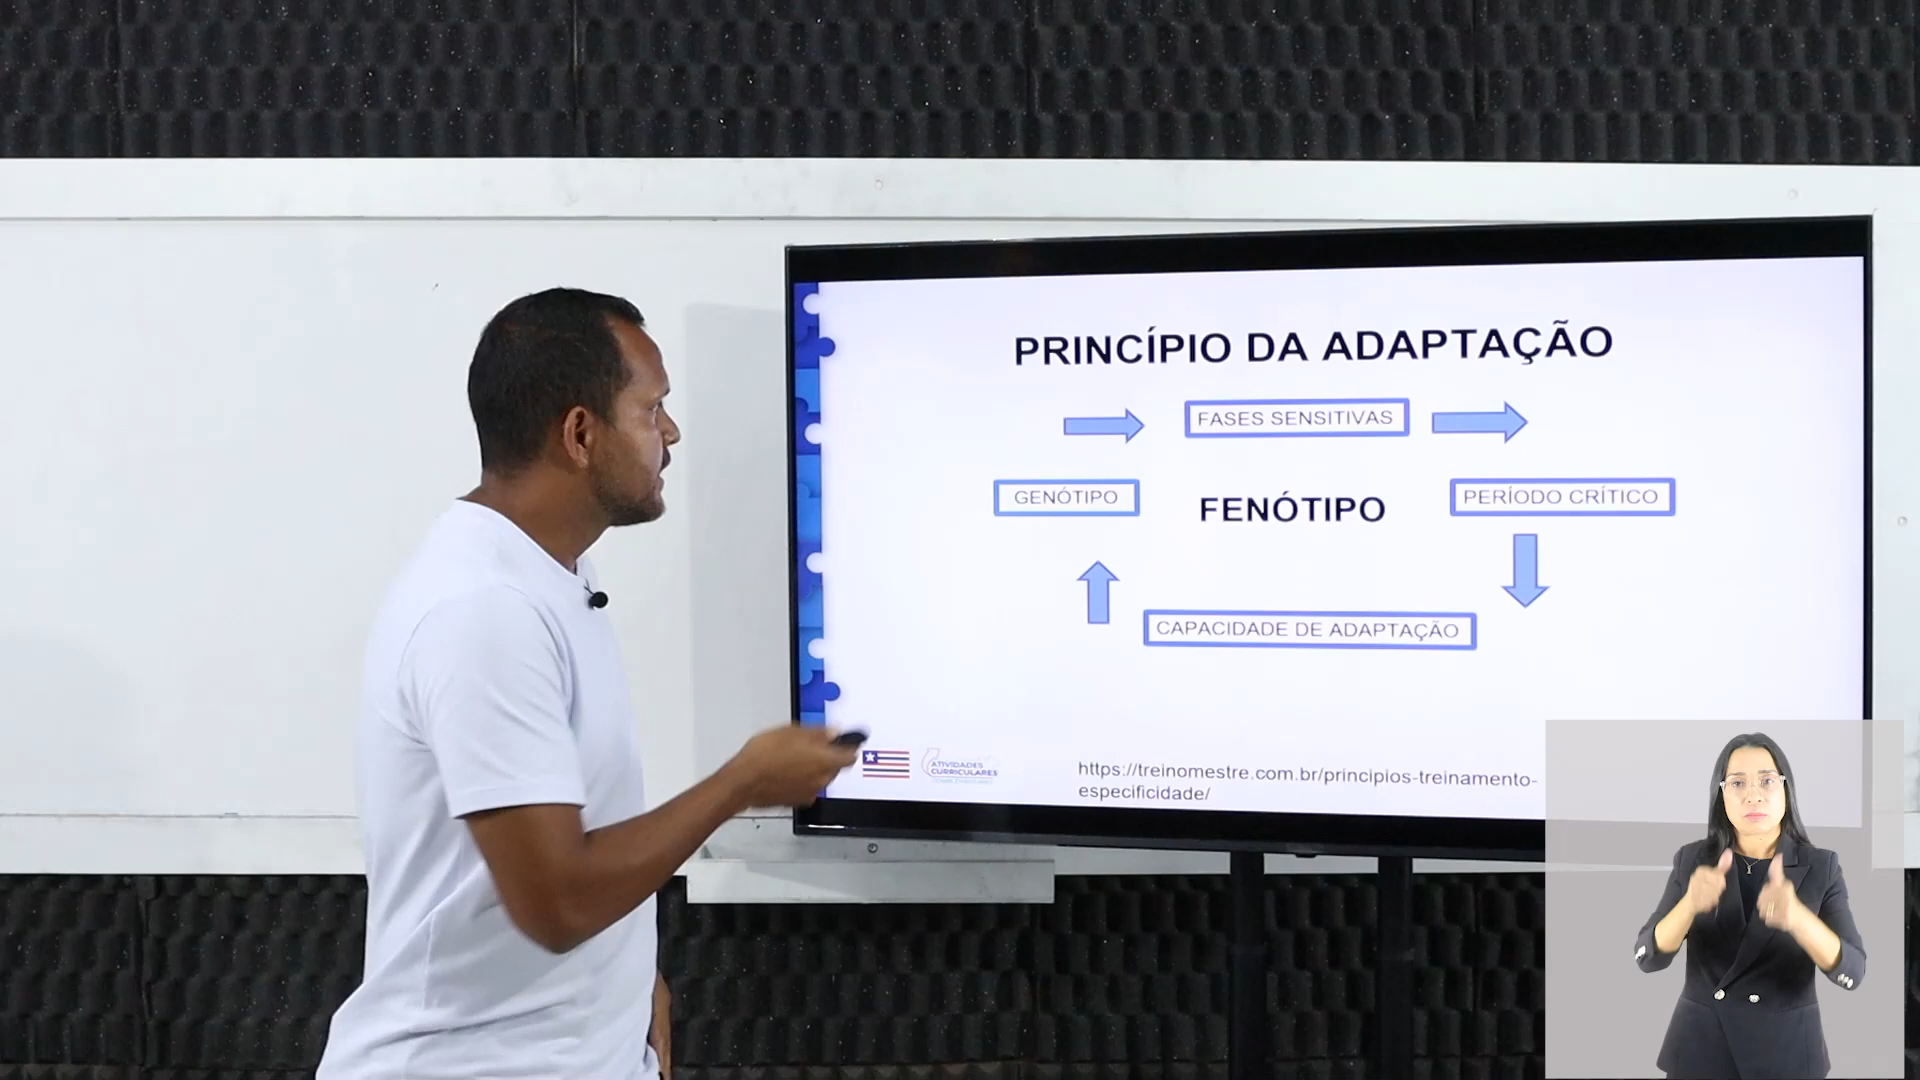 PRINCÍPIO DA ADAPTAÇÃO
FASES SENSITIVAS
GENÓTIPO
FENÓTIPO
PERÍODO CRÍTICO
CAPACIDADE DE ADAPTAÇÃO
ATIVIDADES
CURRICULARES
https://treinomestre.com.br/principios-treinamento-
especificidade/